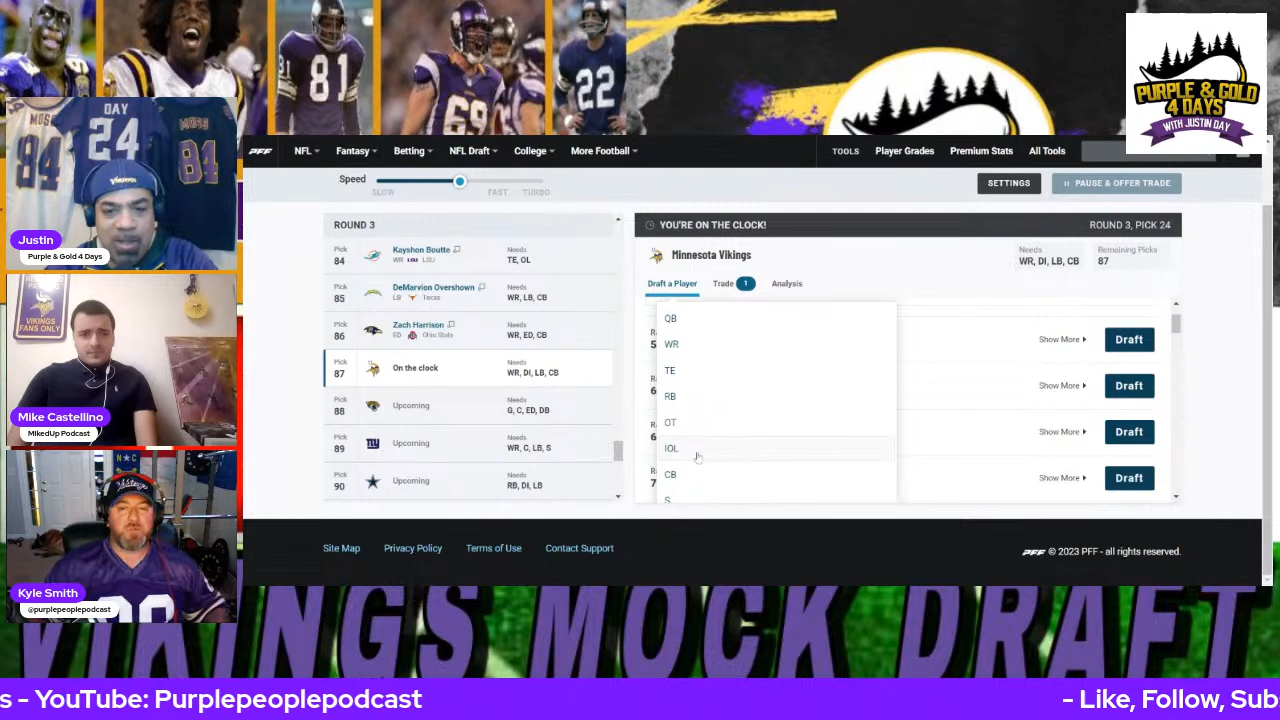 81
69
22
PURPLE & GOLD
4 DAYS
WITH JUSTIN DAY
MOSS
84
DAY
24
MOSS
81
VIKINGS
Justin
Purple & Gold 4 Days
VIKINGS
FANS ONLY
Mike Castellino
MikedUp Podcast
N C
Kyle Smith
@purplepeoplepodcast
PFF
NFL
Fantasy
Betting
NFL Draft
College
More Football
TOOLS
Player Grades
Premium Stats
All Tools
Speed
SLOW
FAST
TURBO
SETTINGS
PAUSE & OFFER TRADE
ROUND 3
Pick
84
Kayshon Boutte
WR LSU LSU
Needs
TE, OL
Pick
85
DeMarvion Overshown
LB Texas
Needs
WR, LB, CB
Pick
86
Zach Harrison
ED Ohio State
Needs
WR, ED, CB
Pick
87
On the clock
Needs
WR, DI, LB, CB
Pick
88
Upcoming
Needs
G, C, ED, DB
Pick
89
Upcoming
Needs
WR, C, LB, S
Pick
90
Upcoming
Needs
RB, DI, LB
YOU'RE ON THE CLOCK!
ROUND 3, PICK 24
Minnesota Vikings
Needs
WR, DI, LB, CB
Remaining Picks
87
Draft a Player
Trade 1
Analysis
QB
WR
TE
RB
OT
IOL
CB
S
Show More
Draft
Show More
Draft
Show More
Draft
Show More
Draft
Site Map
Privacy Policy
Terms of Use
Contact Support
PFF © 2023 PFF - all rights reserved.
VIKINGS MOCK DRAFT
s - YouTube: Purplepeoplepodcast
- Like, Follow, Subs